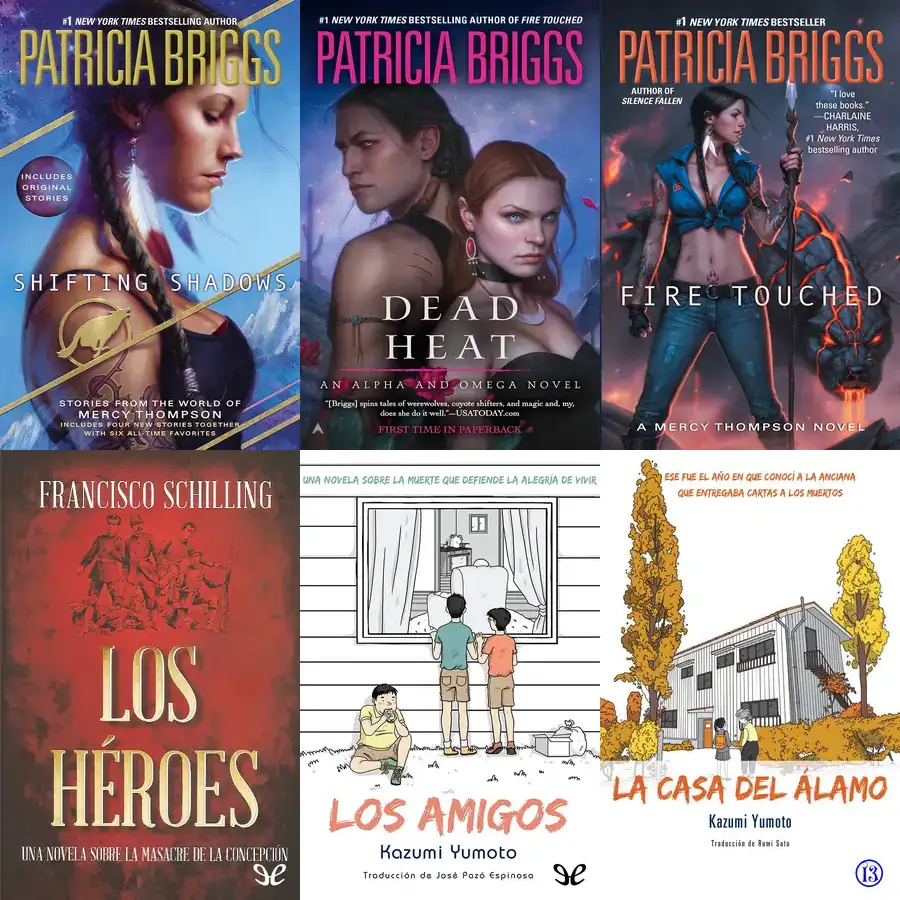 #1 NEW YORK TIMES BESTSELLING AUTHOR
PATRICIA BRIGGS
INCLUDES
ORIGINAL
STORIES
SHIFTING SHADOWS
STORIES FROM THE WORLD OF
MERCY THOMPSON
INCLUDES FOUR NEW STORIES TOGETHER
WITH SIX ALL-TIME FAVORITES
#1 NEW YORK TIMES BESTSELLING AUTHOR OF FIRE TOUCHED
PATRICIA BRIGGS
DEAD
HEAT
AN ALPHA AND OMEGA NOVEL
"[Briggs] spins tales of werewolves, coyote shifters, and magic and, my,
does she do it well."—USATODAY.com
FIRST TIME IN PAPERBACK
#1 NEW YORK TIMES BESTSELLER
PATRICIA BRIGGS
AUTHOR OF
SILENCE FALLEN
"I love
these books."
—CHARLAINE
HARRIS,
#1 New York Times
bestselling author
FIRE TOUCHED
A MERCY THOMPSON NOVEL
FRANCISCO SCHILLING
LOS
HÉROES
UNA NOVELA SOBRE LA MASACRE DE LA CONCEPCIÓN
UNA NOVELA SOBRE LA MUERTE QUE DEFIENDE LA ALEGRÍA DE VIVIR
LOS AMIGOS
Kazumi Yumoto
Traducción de José Pazó Espinosa
ESE FUE EL AÑO EN QUE CONOCÍ A LA ANCIANA
QUE ENTREGABA CARTAS A LOS MUERTOS
LA CASA DEL ÁLAMO
Kazumi Yumoto
Traducción de Rumi Sato
13